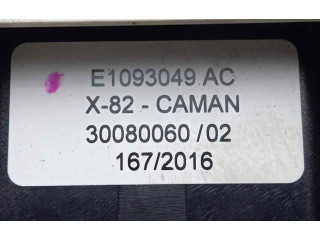 E1093049 AC
X-82 - CAMAN
30080060 /02
167/2016